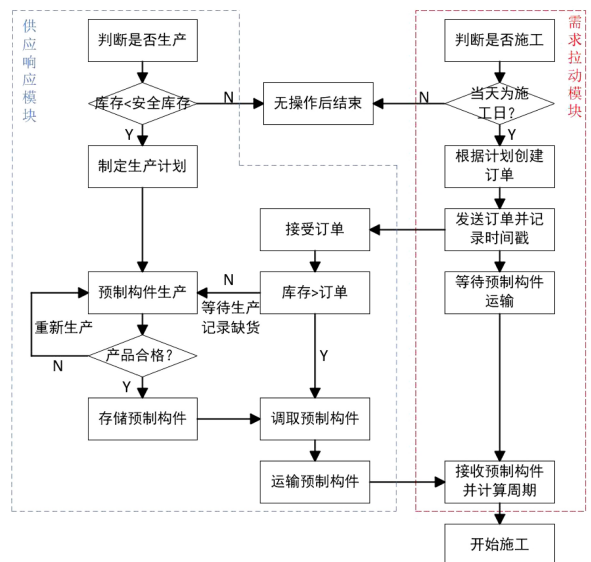 供应响应模块
需求拉动模块
判断是否生产
判断是否施工
库存<安全库存
N
无操作后结束
N
当天为施
工日?
Y
Y
制定生产计划
根据计划创建
订单
接受订单
发送订单并记
录时间戳
预制构件生产
N
等待生产
记录缺货
库存>订单
等待预制构件
运输
重新生产
产品合格?
N
Y
Y
存储预制构件
调取预制构件
运输预制构件
接收预制构件
并计算周期
开始施工